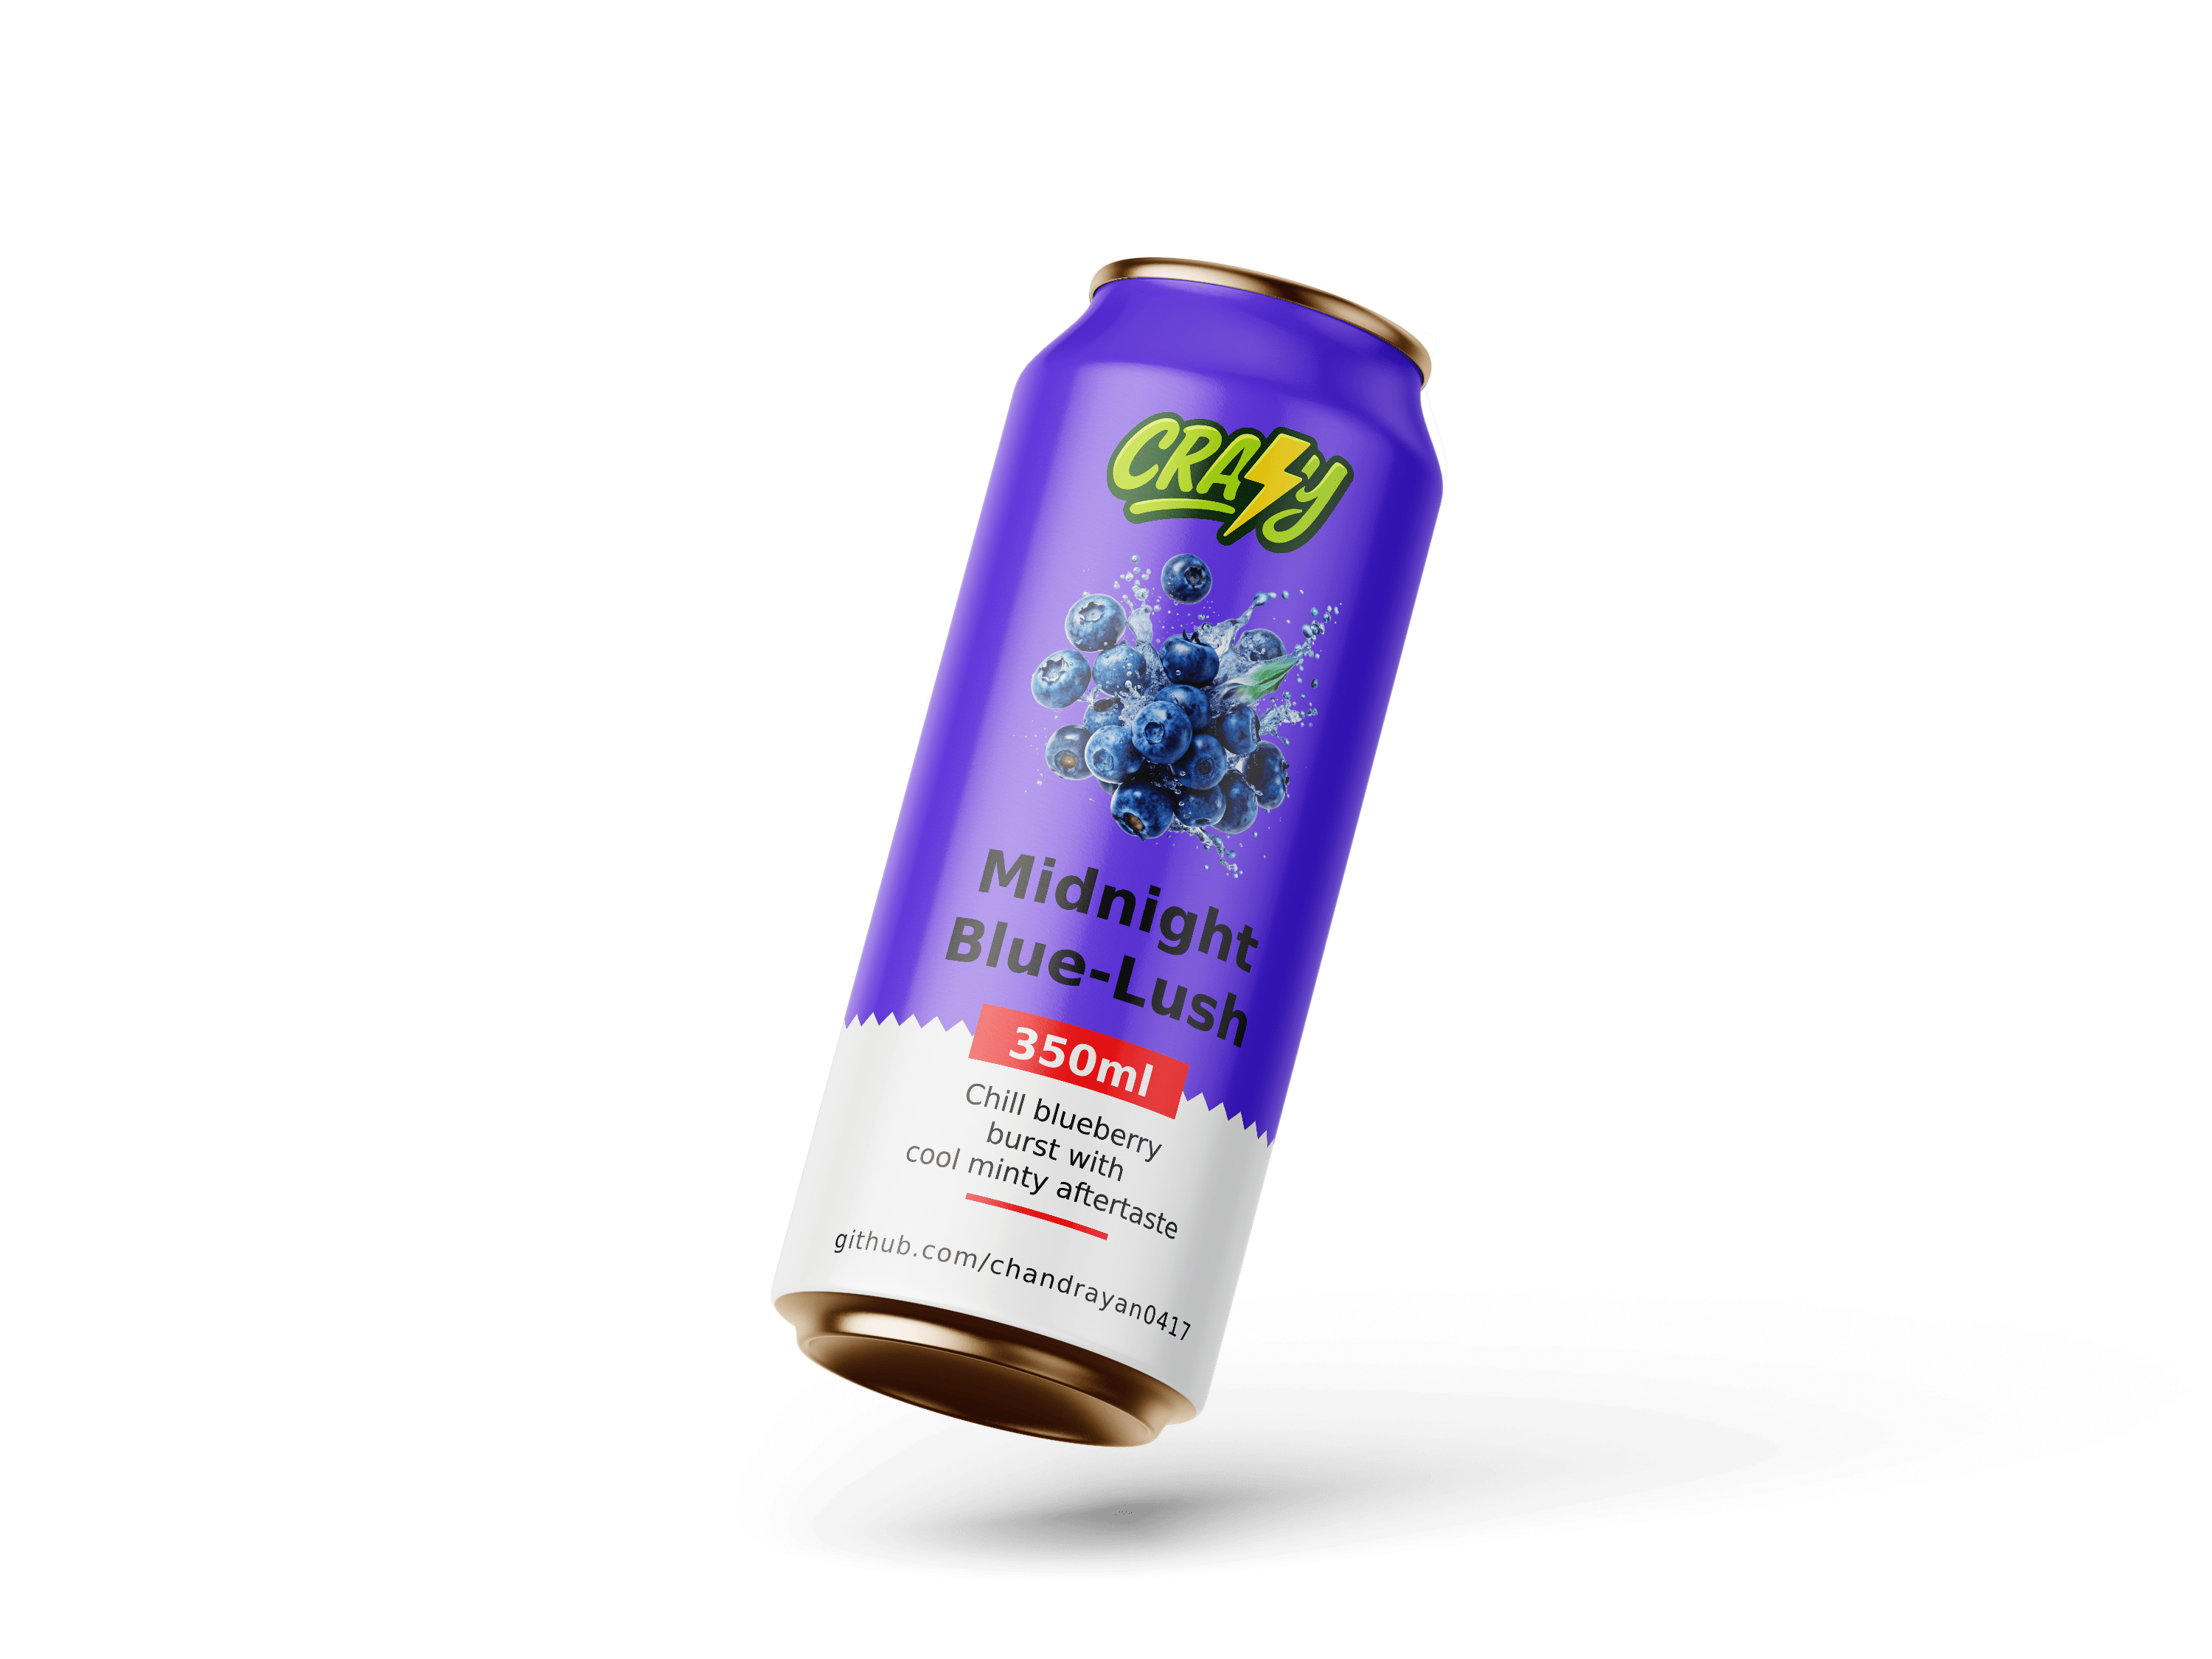 CRAZY
Midnight
Blue-Lush
350ml
Chill blueberry
burst with
cool minty aftertaste
github.com/chandrayan0417